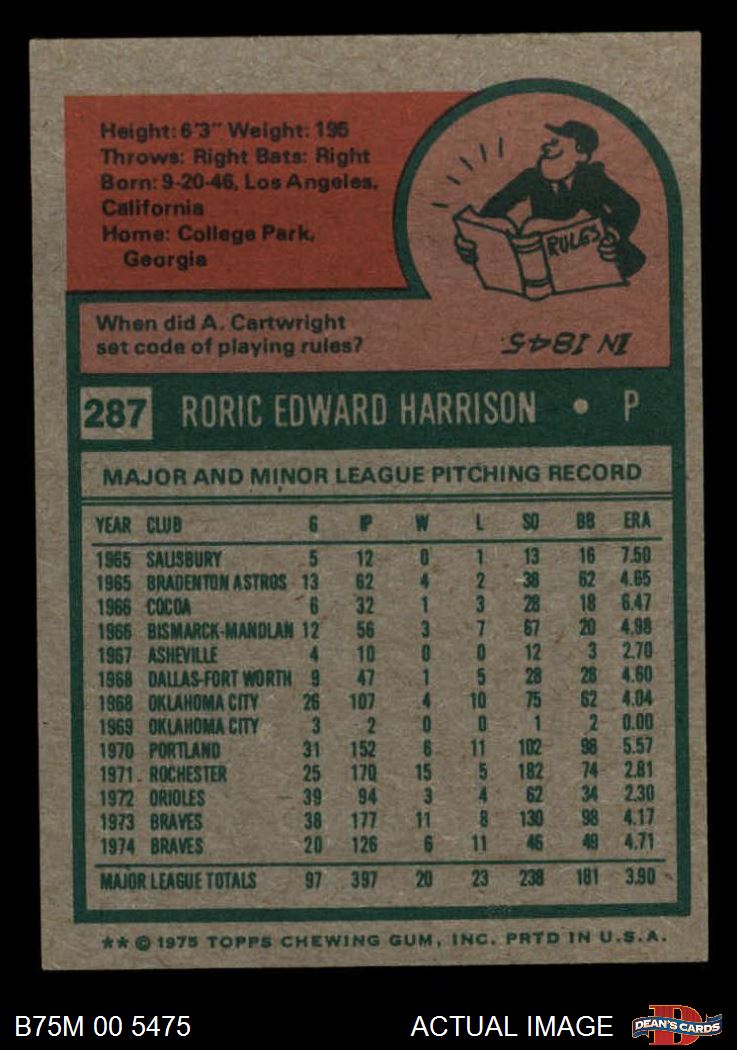 Height: 6'3" Weight: 195
Throws: Right Bats: Right
Born: 9-20-46, Los Angeles,
California
Home: College Park,
Georgia
RULES
When did A. Cartwright
set code of playing rules?
IN 1845.
287 RORIC EDWARD HARRISON • P
MAJOR AND MINOR LEAGUE PITCHING RECORD
YEAR CLUB G IP W L SO BB ERA
1965 SALISBURY 5 12 0 1 13 16 7.50
1965 BRADENTON ASTROS 13 62 4 2 38 62 4.65
1966 COCOA 6 32 1 3 28 18 6.47
1966 BISMARCK-MANDLAN 12 56 3 7 67 20 4.98
1967 ASHEVILLE 4 10 0 0 12 3 2.70
1968 DALLAS-FORT WORTH 9 47 1 5 28 28 4.60
1968 OKLAHOMA CITY 26 107 4 10 75 62 4.04
1969 OKLAHOMA CITY 3 2 0 0 1 2 0.00
1970 PORTLAND 31 152 6 11 102 98 5.57
1971 ROCHESTER 25 170 15 5 182 74 2.81
1972 ORIOLES 39 94 3 4 62 34 2.30
1973 BRAVES 38 177 11 8 130 98 4.17
1974 BRAVES 20 126 6 11 46 49 4.71
MAJOR LEAGUE TOTALS 97 397 20 23 238 181 3.90
** © 1975 TOPPS CHEWING GUM, INC. PRTD IN U.S.A.
B75M 00 5475 ACTUAL IMAGE DEAN'S CARDS